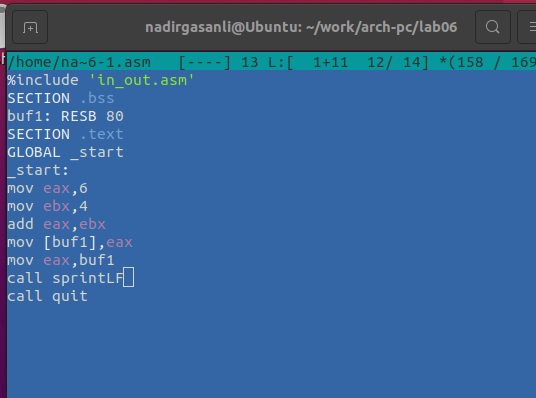 nadirgasanli@Ubuntu: ~/work/arch-pc/lab06
/home/na~6-1.asm   [----] 13 L:[  1+11  12/ 14] *(158 / 169
%include 'in_out.asm'
SECTION .bss
buf1: RESB 80
SECTION .text
GLOBAL _start
_start:
mov eax,6
mov ebx,4
add eax,ebx
mov [buf1],eax
mov eax,buf1
call sprintLF
call quit